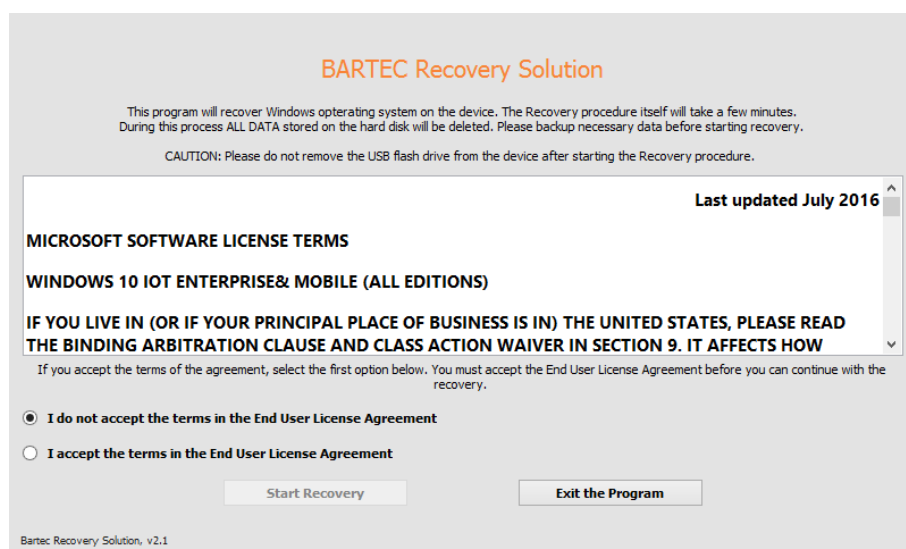 BARTEC Recovery Solution
This program will recover Windows opterating system on the device. The Recovery procedure itself will take a few minutes.
During this process ALL DATA stored on the hard disk will be deleted. Please backup necessary data before starting recovery.
CAUTION: Please do not remove the USB flash drive from the device after starting the Recovery procedure.
Last updated July 2016
MICROSOFT SOFTWARE LICENSE TERMS
WINDOWS 10 IOT ENTERPRISE& MOBILE (ALL EDITIONS)
IF YOU LIVE IN (OR IF YOUR PRINCIPAL PLACE OF BUSINESS IS IN) THE UNITED STATES, PLEASE READ
THE BINDING ARBITRATION CLAUSE AND CLASS ACTION WAIVER IN SECTION 9. IT AFFECTS HOW
If you accept the terms of the agreement, select the first option below. You must accept the End User License Agreement before you can continue with the
recovery.
I do not accept the terms in the End User License Agreement
I accept the terms in the End User License Agreement
Start Recovery
Exit the Program
Bartec Recovery Solution, v2.1